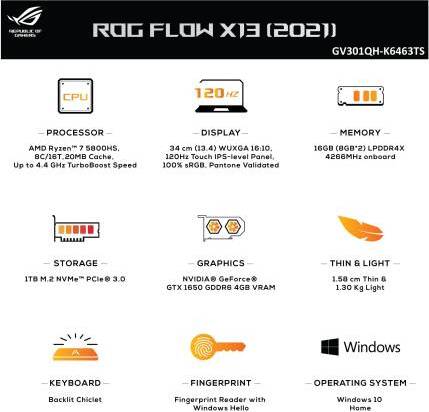 REPUBLIC OF
GAMERS
ROG FLOW X13 (2021)
GV301QH-K6463TS
CPU
PROCESSOR
AMD Ryzen™ 7 5800HS,
8C/16T, 20MB Cache,
Up to 4.4 GHz TurboBoost Speed
120 HZ
DISPLAY
34 cm (13.4) WUXGA 16:10,
120Hz Touch IPS-level Panel,
100% sRGB, Pantone Validated
MEMORY
16GB (8GB*2) LPDDR4X
4266MHz onboard
STORAGE
1TB M.2 NVMe™ PCIe® 3.0
GRAPHICS
NVIDIA® GeForce®
GTX 1650 GDDR6 4GB VRAM
THIN & LIGHT
1.58 cm Thin &
1.30 Kg Light
A
KEYBOARD
Backlit Chiclet
FINGERPRINT
Fingerprint Reader with
Windows Hello
Windows
OPERATING SYSTEM
Windows 10
Home